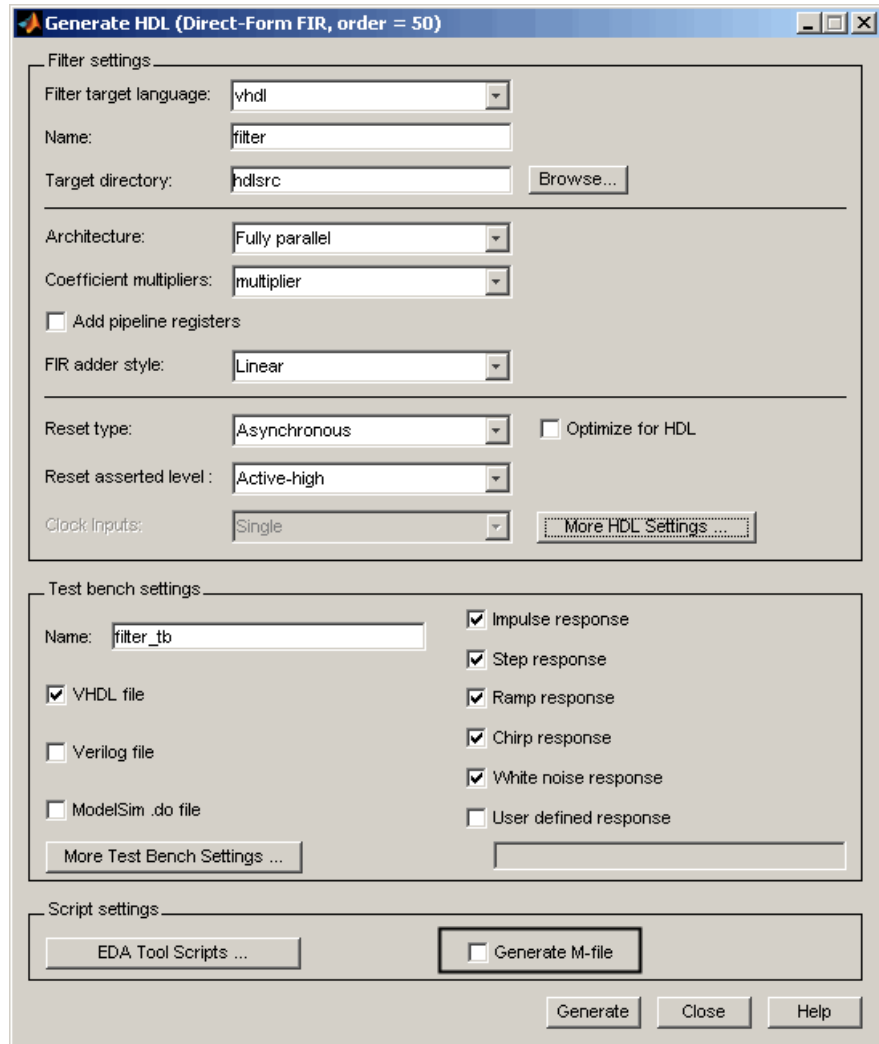 Generate HDL (Direct-Form FIR, order = 50)
Filter settings
Filter target language: vhdl
Name: filter
Target directory: hdlsrc Browse...
Architecture: Fully parallel
Coefficient multipliers: multiplier
Add pipeline registers
FIR adder style: Linear
Reset type: Asynchronous Optimize for HDL
Reset asserted level : Active-high
Clock Inputs: Single More HDL Settings ...
Test bench settings
Name: filter_tb
Impulse response
Step response
VHDL file
Ramp response
Chirp response
Verilog file
White noise response
ModelSim .do file
User defined response
More Test Bench Settings ...
Script settings
EDA Tool Scripts ... Generate M-file
Generate Close Help